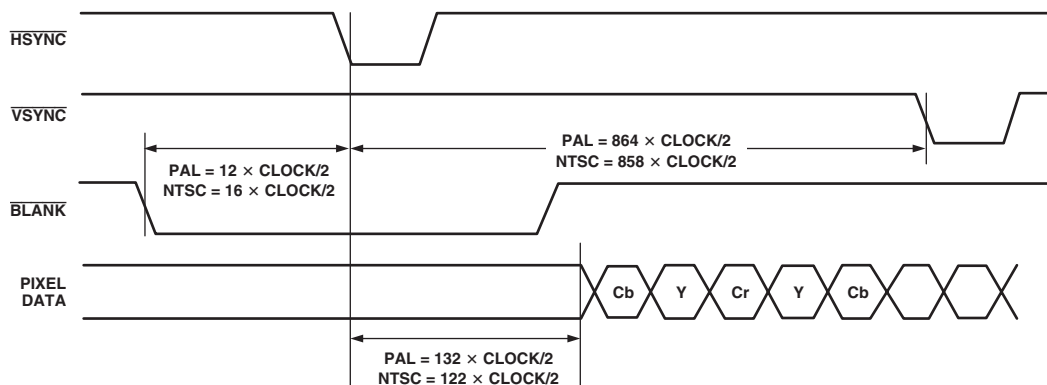 HSYNC
VSYNC
PAL = 864 × CLOCK/2
NTSC = 858 × CLOCK/2
PAL = 12 × CLOCK/2
NTSC = 16 × CLOCK/2
BLANK
PIXEL
DATA
Cb Y Cr Y Cb
PAL = 132 × CLOCK/2
NTSC = 122 × CLOCK/2